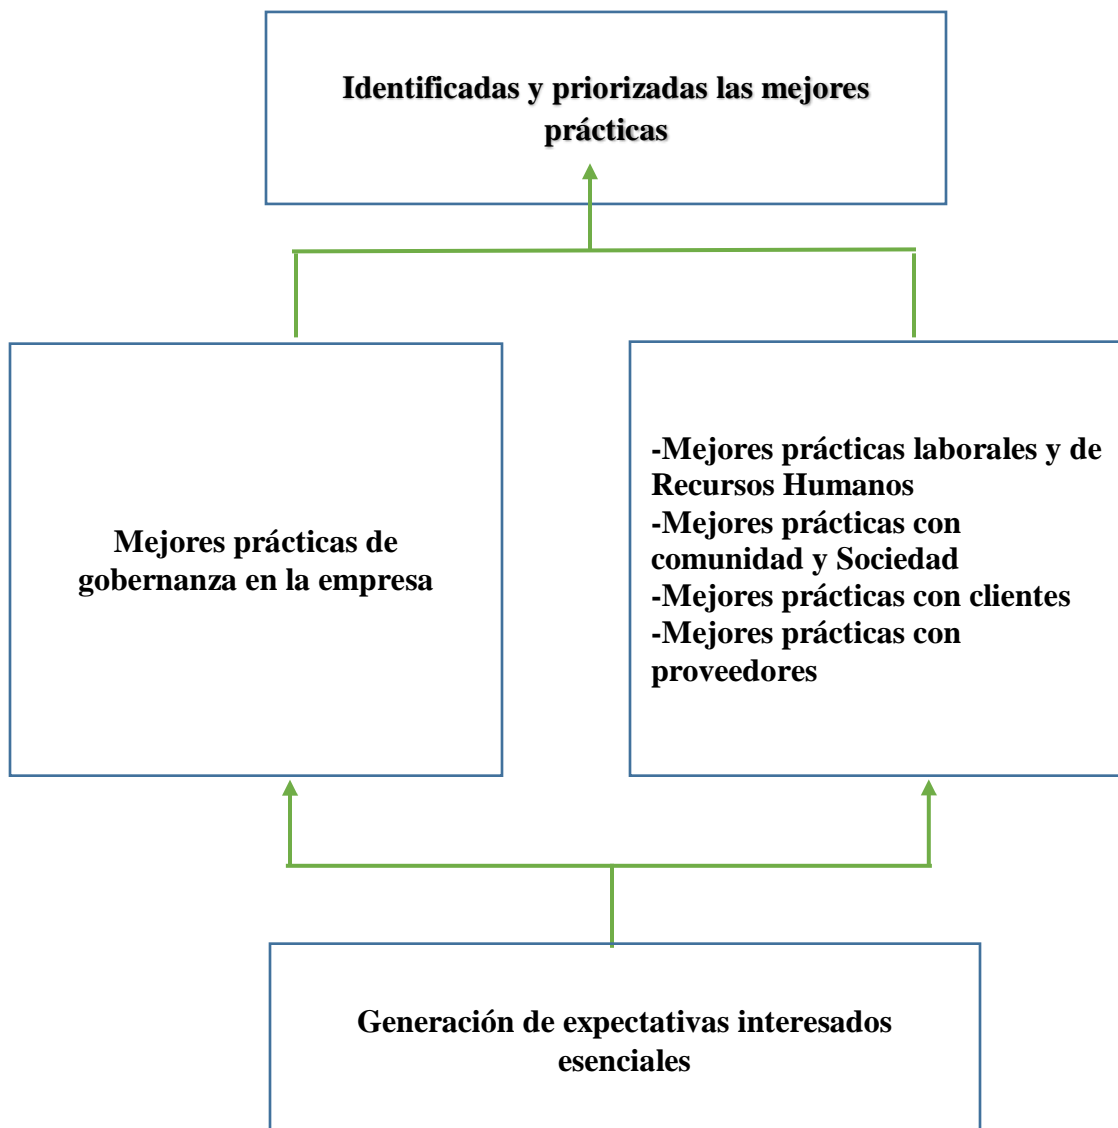 Identificadas y priorizadas las mejores
prácticas
Mejores prácticas de
gobernanza en la empresa
-Mejores prácticas laborales y de
Recursos Humanos
-Mejores prácticas con
comunidad y Sociedad
-Mejores prácticas con clientes
-Mejores prácticas con
proveedores
Generación de expectativas interesados
esenciales